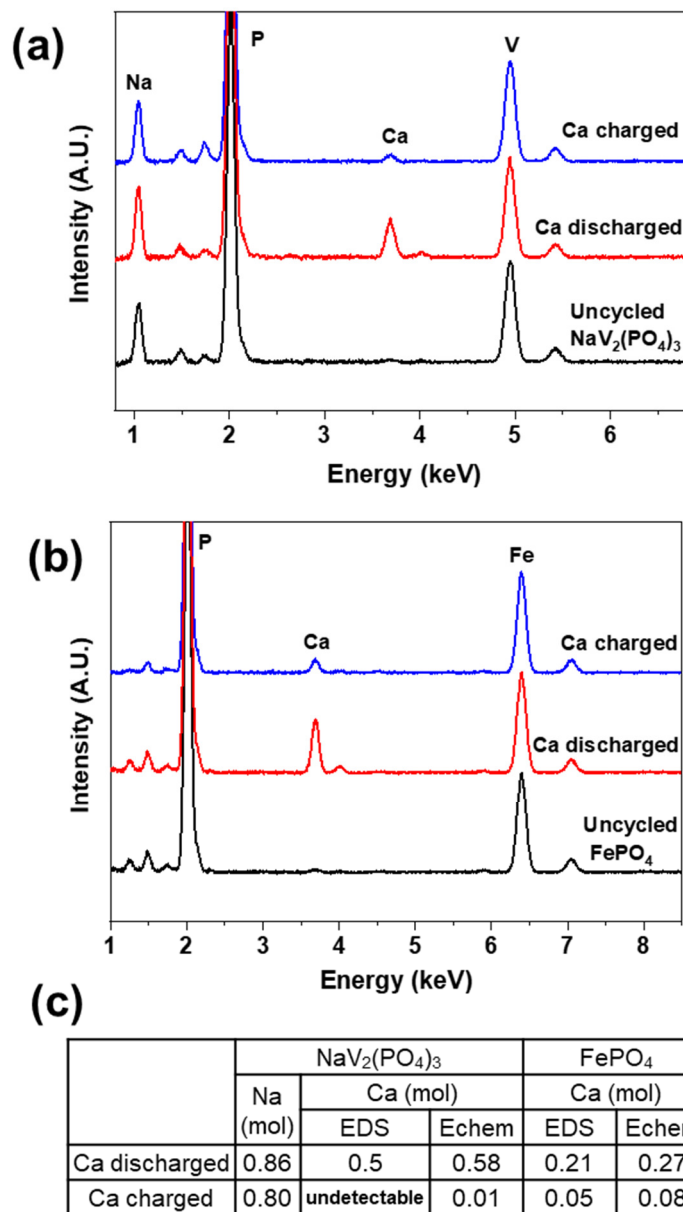 (a)
Na
P
Ca
V
Ca charged
Ca discharged
Uncycled
NaV₂(PO₄)₃
Intensity (A.U.)
1 2 3 4 5 6
Energy (keV)
(b)
P
Ca
Fe
Ca charged
Ca discharged
Uncycled
FePO₄
Intensity (A.U.)
1 2 3 4 5 6 7 8
Energy (keV)
(c)
NaV₂(PO₄)₃ FePO₄
Na (mol) Ca (mol) Ca (mol)
EDS Echem EDS Echem
Ca discharged 0.86 0.5 0.58 0.21 0.27
Ca charged 0.80 undetectable 0.01 0.05 0.08